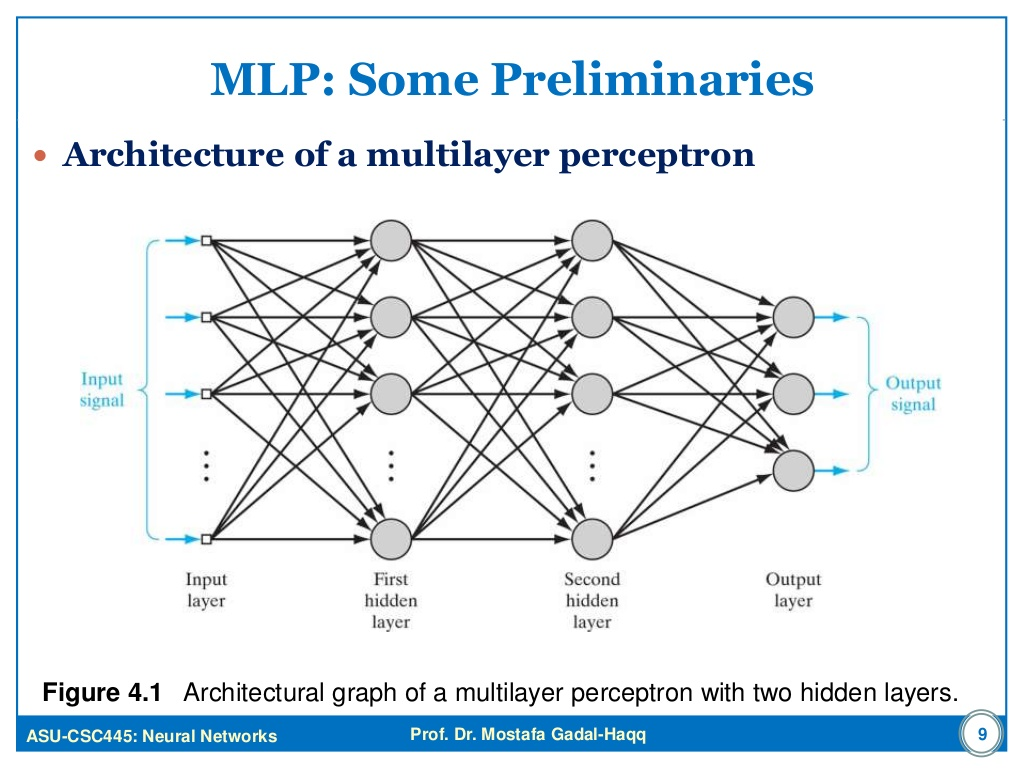 MLP: Some Preliminaries
• Architecture of a multilayer perceptron
Input
signal
Output
signal
Input
layer
First
hidden
layer
Second
hidden
layer
Output
layer
Figure 4.1 Architectural graph of a multilayer perceptron with two hidden layers.
ASU-CSC445: Neural Networks
Prof. Dr. Mostafa Gadal-Haqq
9